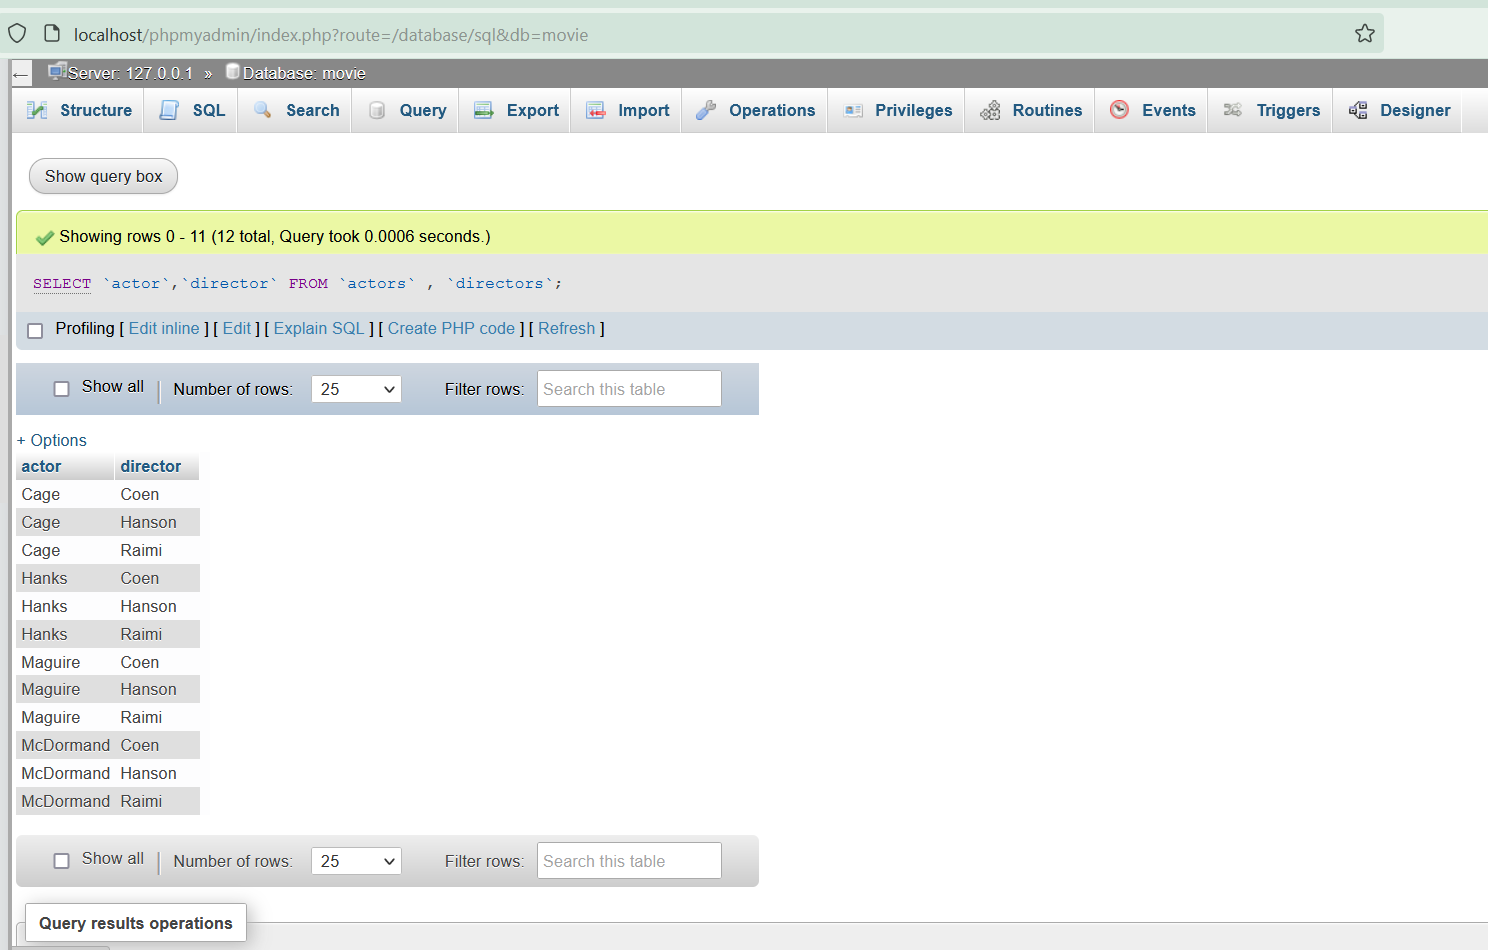 localhost/phpmyadmin/index.php?route=/database/sql&db=movie
← Server: 127.0.0.1 » Database: movie
Structure SQL Search Query Export Import Operations Privileges Routines Events Triggers Designer
Show query box
Showing rows 0 - 11 (12 total, Query took 0.0006 seconds.)
SELECT `actor`,`director` FROM `actors` , `directors`;
Profiling [ Edit inline ] [ Edit ] [ Explain SQL ] [ Create PHP code ] [ Refresh ]
Show all | Number of rows: 25 Filter rows: Search this table
+ Options
actor director
Cage Coen
Cage Hanson
Cage Raimi
Hanks Coen
Hanks Hanson
Hanks Raimi
Maguire Coen
Maguire Hanson
Maguire Raimi
McDormand Coen
McDormand Hanson
McDormand Raimi
Show all | Number of rows: 25 Filter rows: Search this table
Query results operations